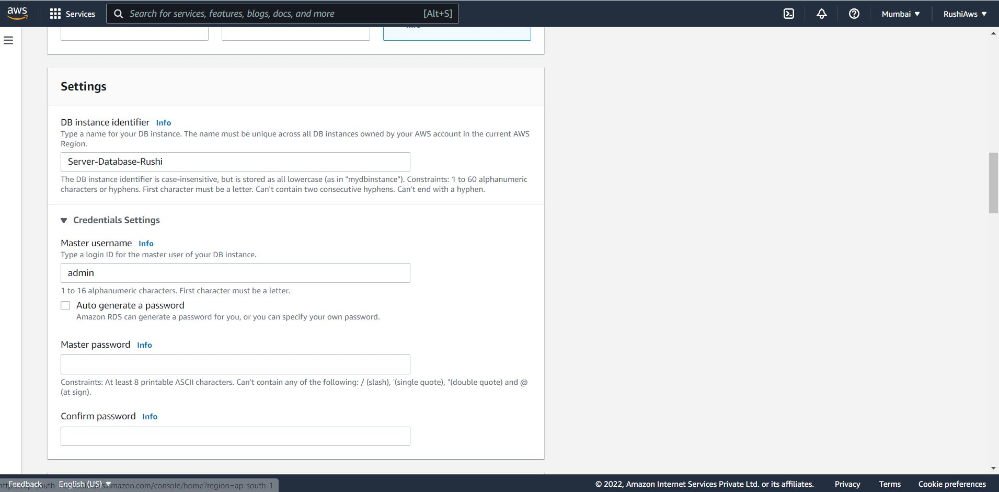 aws
Services
Search for services, features, blogs, docs, and more
[Alt+S]
Mumbai ▼
RushiAws ▼
Settings
DB instance identifier Info
Type a name for your DB instance. The name must be unique across all DB instances owned by your AWS account in the current AWS
Region.
Server-Database-Rushi
The DB instance identifier is case-insensitive, but is stored as all lowercase (as in "mydbinstance"). Constraints: 1 to 60 alphanumeric
characters or hyphens. First character must be a letter. Can't contain two consecutive hyphens. Can't end with a hyphen.
▼ Credentials Settings
Master username Info
Type a login ID for the master user of your DB instance.
admin
1 to 16 alphanumeric characters. First character must be a letter.
Auto generate a password
Amazon RDS can generate a password for you, or you can specify your own password.
Master password Info
Constraints: At least 8 printable ASCII characters. Can't contain any of the following: / (slash), '(single quote), "(double quote) and @
(at sign).
Confirm password Info
Feedback
English (US) ▼
.amazon.com/console/home?region=ap-south-1
© 2022, Amazon Internet Services Private Ltd. or its affiliates.
Privacy
Terms
Cookie preferences